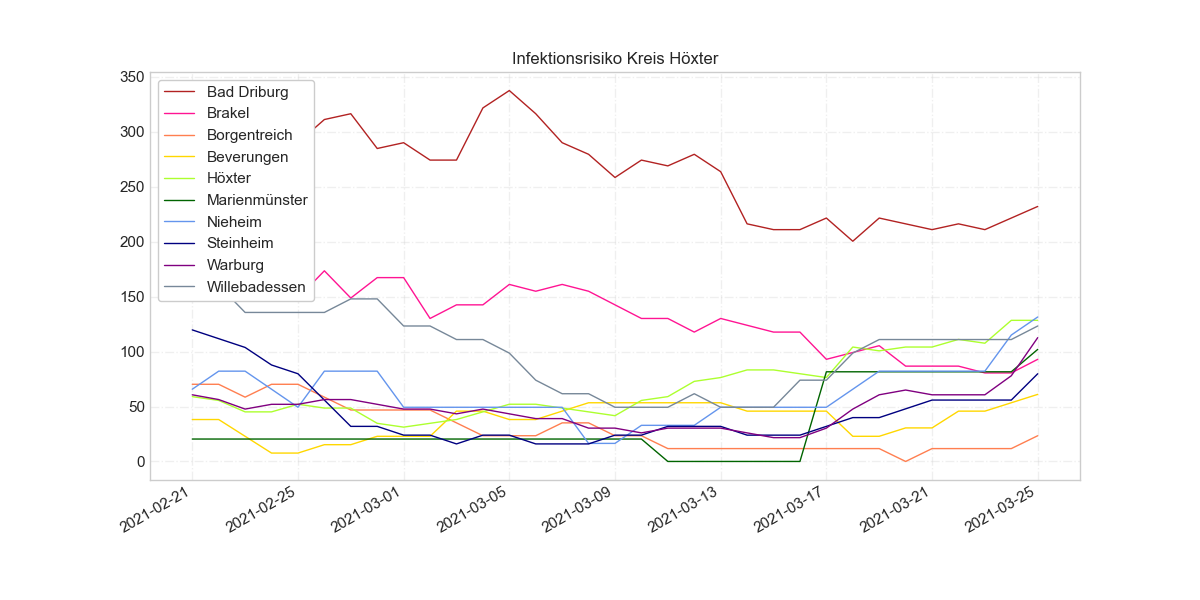 Infektionsrisiko Kreis Höxter
350
300
250
200
150
100
50
0
Bad Driburg
Brakel
Borgentreich
Beverungen
Höxter
Marienmünster
Nieheim
Steinheim
Warburg
Willebadessen
2021-02-21
2021-02-25
2021-03-01
2021-03-05
2021-03-09
2021-03-13
2021-03-17
2021-03-21
2021-03-25